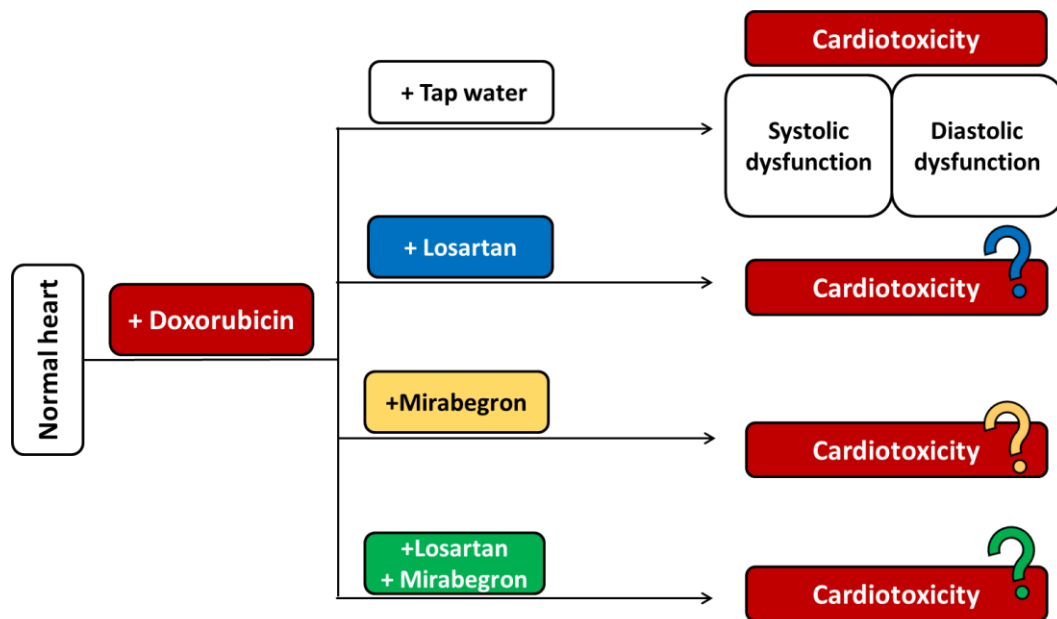 Cardiotoxicity
+ Tap water
Systolic
dysfunction
Diastolic
dysfunction
+ Losartan
?
Cardiotoxicity
Normal heart
+ Doxorubicin
+Mirabegron
?
Cardiotoxicity
+Losartan
+ Mirabegron
?
Cardiotoxicity